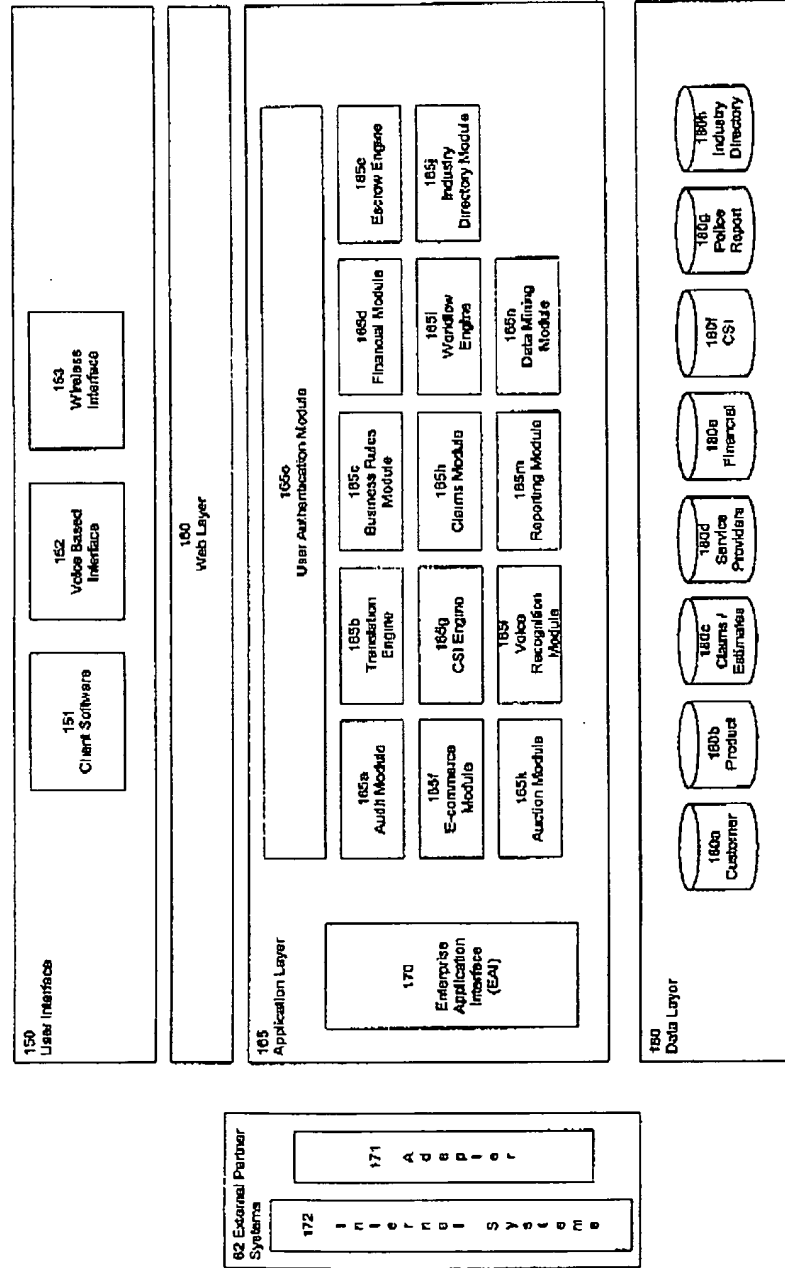 150
User Interface
151
Client Software
152
Voice Based
Interface
153
Wireless
Interface
160
Web Layer
165
Application Layer
165o
User Authentication Module
165a
Audit Module
165b
Translation
Engine
165c
Business Rules
Module
165d
Financial Module
165e
Escrow Engine
165f
E-commerce
Module
165g
CSI Engine
165h
Claims Module
165i
Workflow
Engine
165j
Industry
Directory Module
165k
Auction Module
165l
Voice
Recognition
Module
165m
Reporting Module
165n
Data Mining
Module
170
Enterprise
Application
Interface
(EAI)
62 External Partner
Systems
172
Internal Systems
171
Adapter
180
Data Layer
180a
Customer
180b
Product
180c
Claims /
Estimates
180d
Service
Providers
180e
Financial
180f
CSI
180g
Police
Report
180h
Industry
Directory